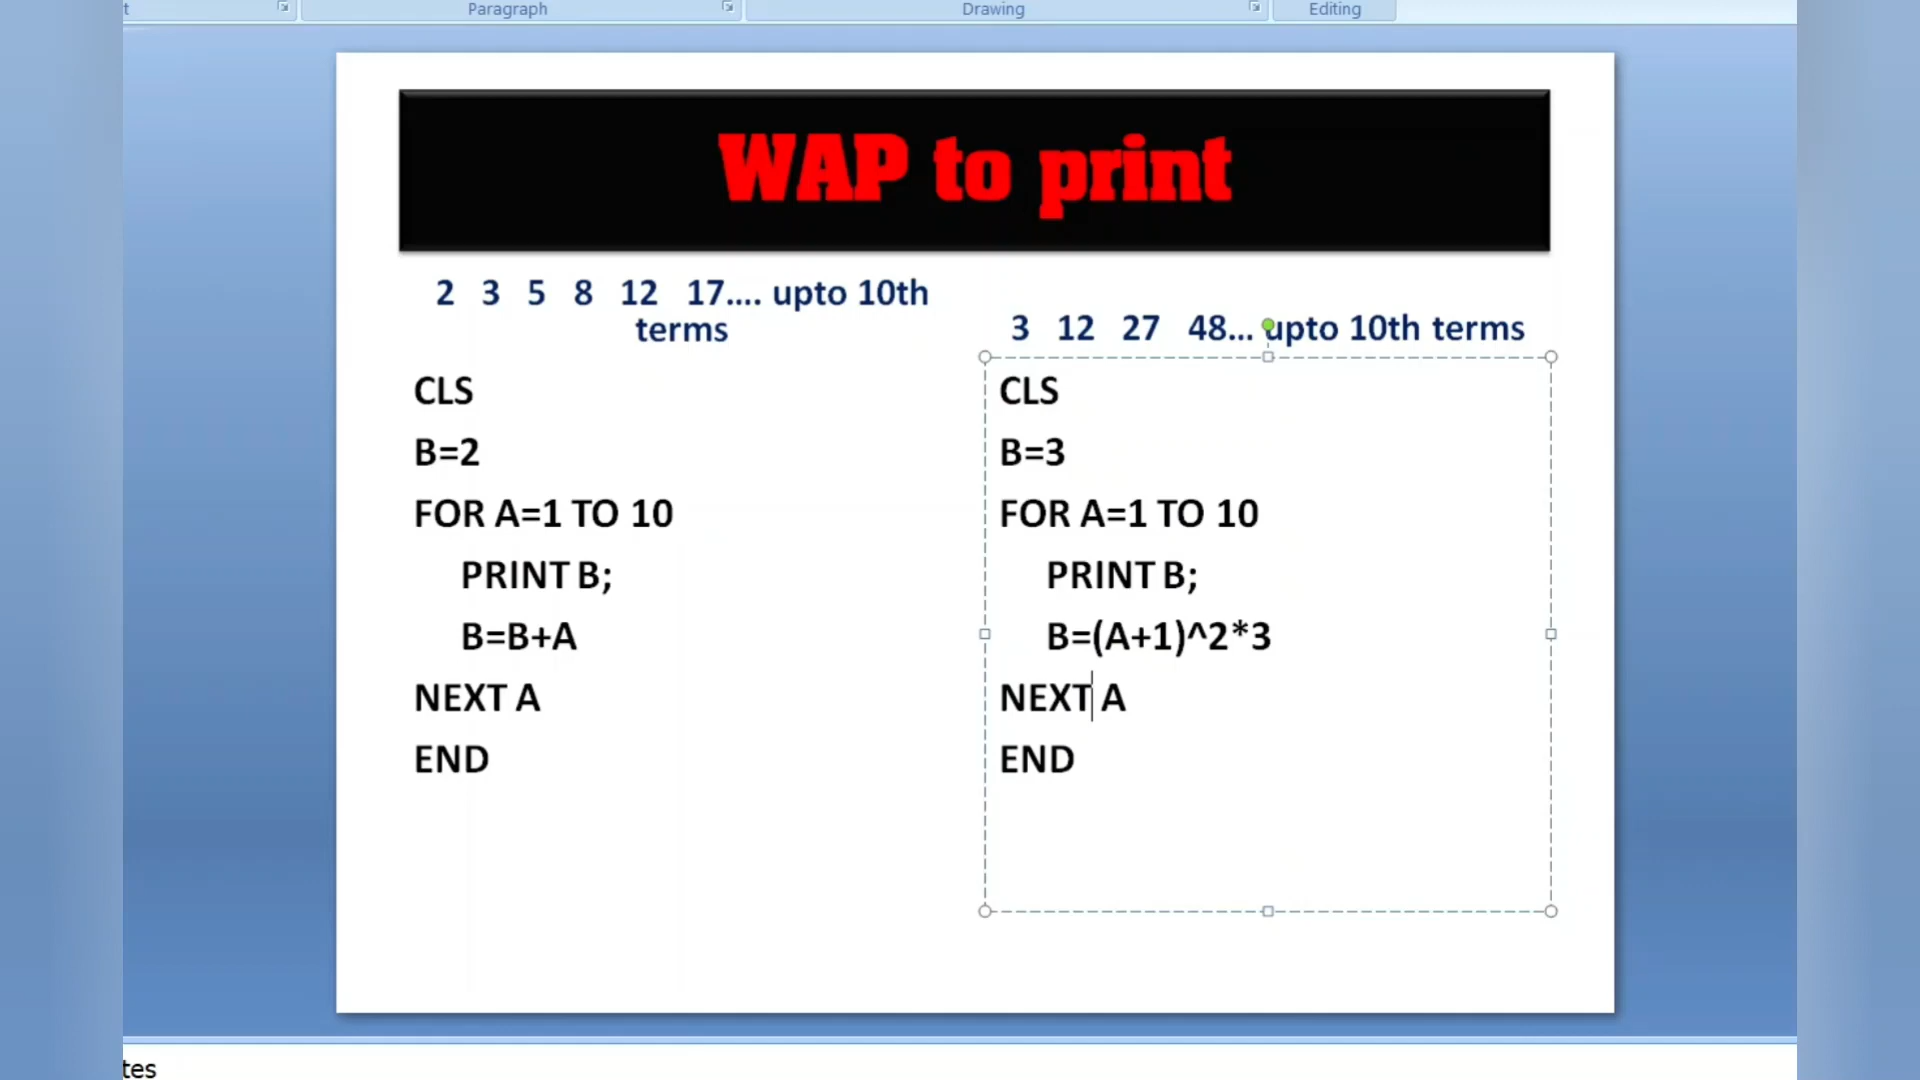 t
Paragraph
Drawing
Editing
WAP to print
2 3 5 8 12 17.... upto 10th
terms
CLS
B=2
FOR A=1 TO 10
PRINT B;
B=B+A
NEXT A
END
3 12 27 48... upto 10th terms
CLS
B=3
FOR A=1 TO 10
PRINT B;
B=(A+1)^2*3
NEXT A
END
tes